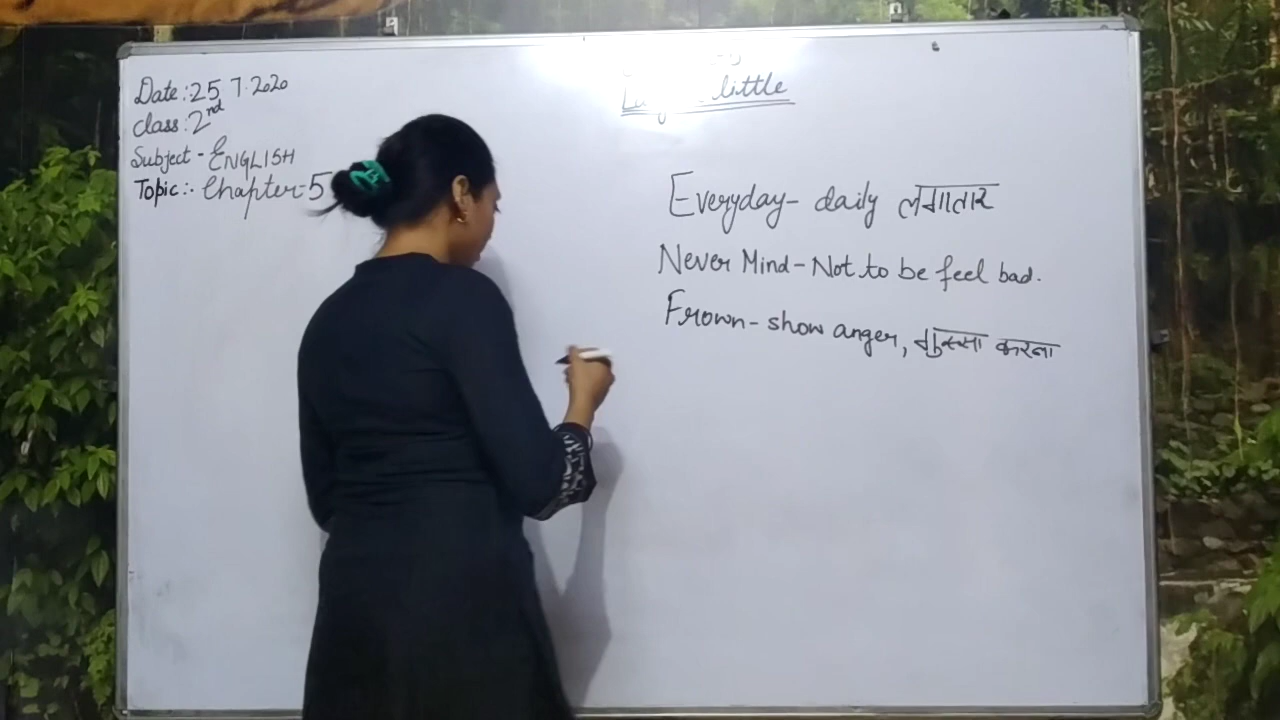 Date: 25 7.2020
Class: 2nd
Subject - ENGLISH
Topic:- Chapter-5
little
Everyday- daily लगातार
Never Mind-Not to be feel bad.
Frown-show anger, गुस्सा करना